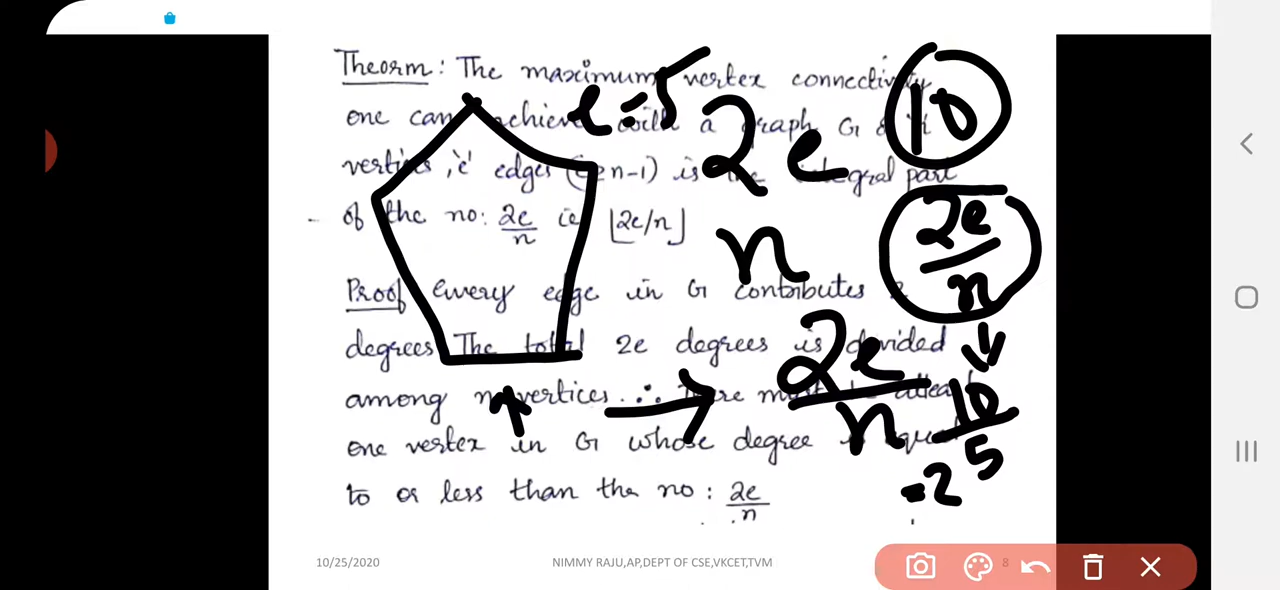 Theorm: The maximum vertex connectivity
one can achieve with a graph G of
vertices, 'e' edges (e≥n-1) is the integral part
of the no: 2e/n ie ⌊2e/n⌋
Proof every edge in G contributes 2
degrees The total 2e degrees is devided
among n vertices ∴ There must be atleast
one vertex in G whose degree is equal
to or less than the no: 2e/n
e=5
2e
n
10
2e/n
→ 2e/n
10/5
=2
10/25/2020
NIMMY RAJU,AP,DEPT OF CSE,VKCET,TVM
8